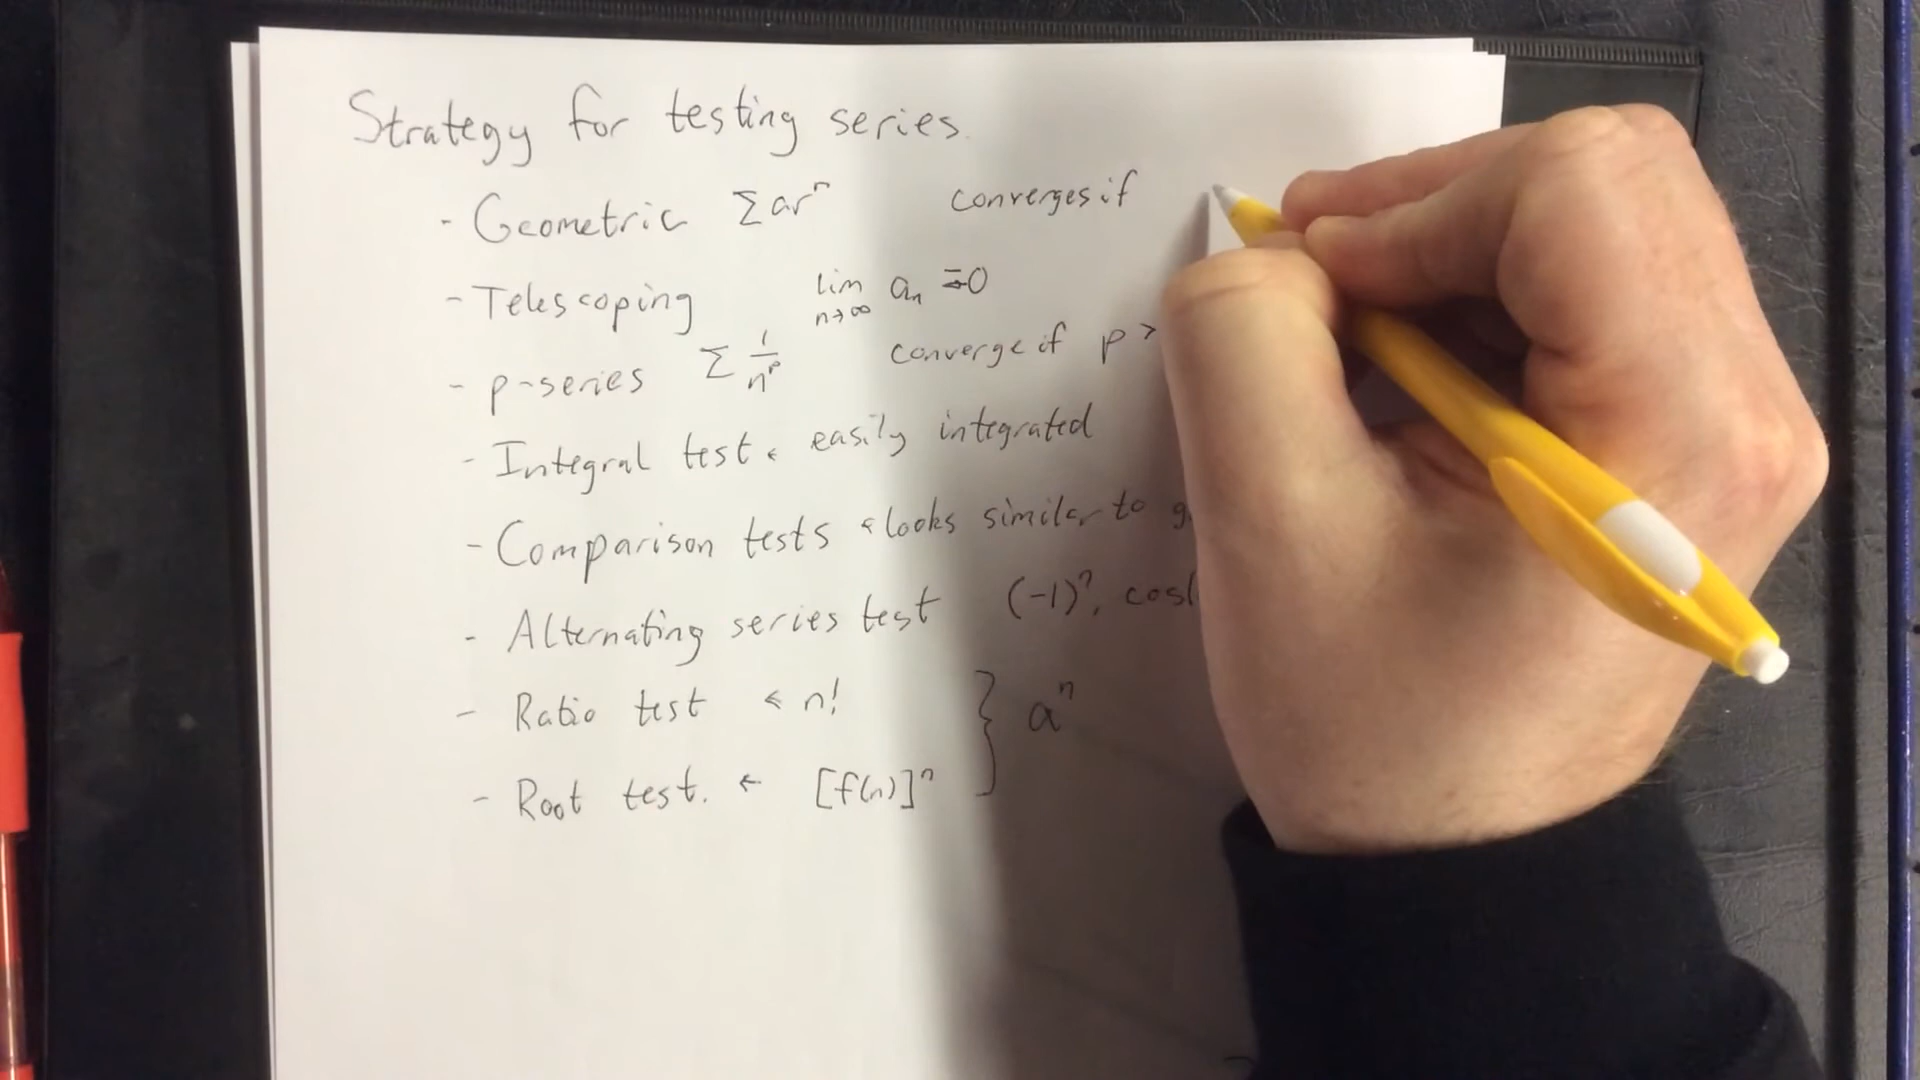 Strategy for testing series.
- Geometric Σarⁿ converges if
- Telescoping lim n→∞ aₙ = 0
- p-series Σ 1/nᵖ converge if p >
- Integral test ← easily integrated
- Comparison tests ← looks similar to
- Alternating series test (-1)ⁿ, cos(
- Ratio test ← n! } aⁿ
- Root test. ← [f(n)]ⁿ